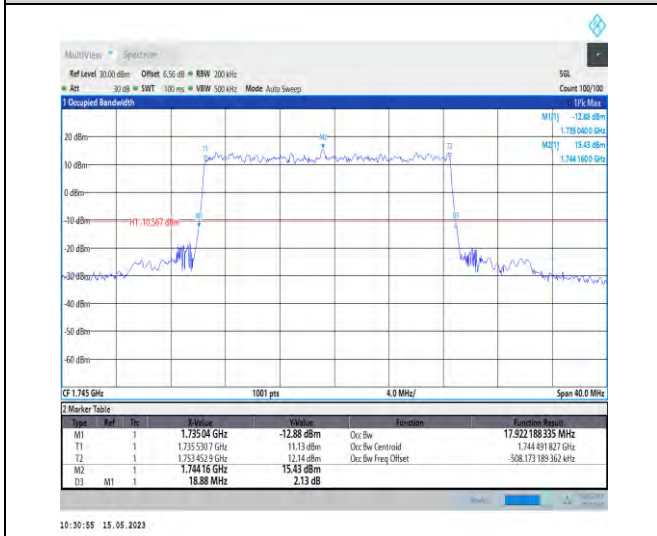 MultiView Spectrum
Ref Level 30.00 dBm Offset 6.56 dB RBW 200 kHz SGL
Att 30 dB SWT 100 ms VBW 500 kHz Mode Auto Sweep Count 100/100
1 Occupied Bandwidth 1Pk Max
M1[1] -12.88 dBm
1.735 040 0 GHz
M2[1] 15.43 dBm
1.744 160 0 GHz
20 dBm
T1 M2 T2
10 dBm
0 dBm
-10 dBm
H1 -10.567 dBm
M1 D3
-20 dBm
-30 dBm
-40 dBm
-50 dBm
-60 dBm
CF 1.745 GHz 1001 pts 4.0 MHz/ Span 40.0 MHz
2 Marker Table
Type Ref Trc X-Value Y-Value Function Function Result
M1 1 1.735 04 GHz -12.88 dBm Occ Bw 17.922 188 335 MHz
T1 1 1.735 530 7 GHz 11.13 dBm Occ Bw Centroid 1.744 491 827 GHz
T2 1 1.753 452 9 GHz 12.14 dBm Occ Bw Freq Offset -508.173 189 362 kHz
M2 1 1.744 16 GHz 15.43 dBm
D3 M1 1 18.88 MHz 2.13 dB
10:30:55 15.05.2023